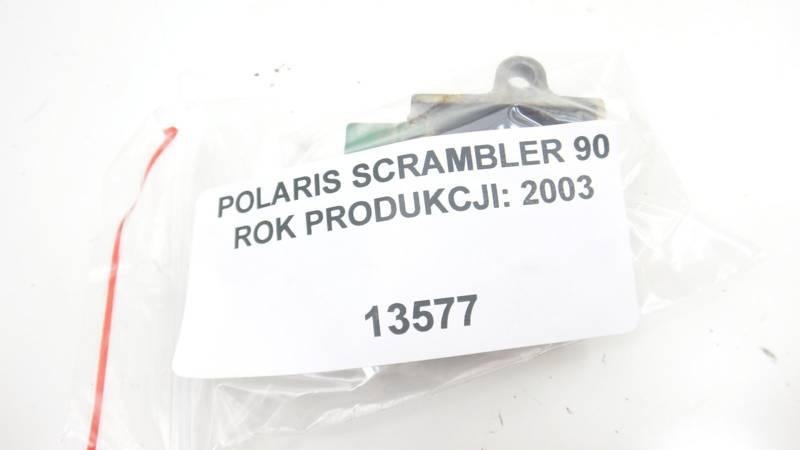 POLARIS SCRAMBLER 90
ROK PRODUKCJI: 2003
13577